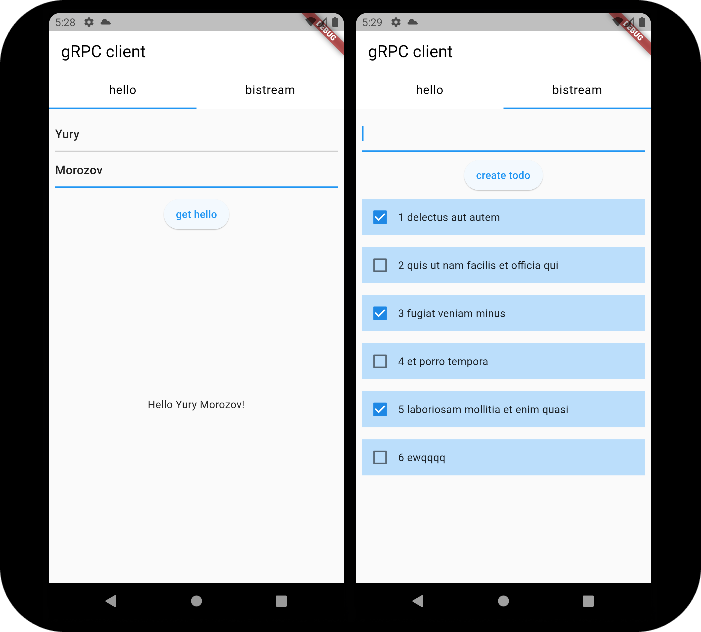 5:28
DEBUG
gRPC client
hello bistream
Yury
Morozov
get hello
Hello Yury Morozov!
5:29
DEBUG
gRPC client
hello bistream
create todo
1 delectus aut autem
2 quis ut nam facilis et officia qui
3 fugiat veniam minus
4 et porro tempora
5 laboriosam mollitia et enim quasi
6 ewqqqq